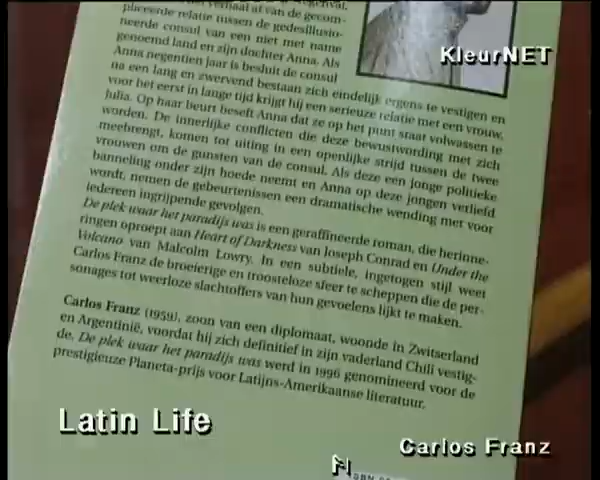 verhaal af van de gecom-
pliceerde relatie tussen de gedesillusio-
neerde consul van een niet met name
genoemd land en zijn dochter Anna. Als
Anna negentien jaar is besluit de consul
na een lang en zwervend bestaan zich eindelijk ergens te vestigen en
voor het eerst in lange tijd krijgt hij een serieuze relatie met een vrouw,
Julia. Op haar beurt beseft Anna dat ze op het punt staat volwassen te
worden. De innerlijke conflicten die deze bewustwording met zich
meebrengt, komen tot uiting in een openlijke strijd tussen de twee
vrouwen om de gunsten van de consul. Als deze een jonge politieke
banneling onder zijn hoede neemt en Anna op deze jongen verliefd
wordt, nemen de gebeurtenissen een dramatische wending met voor
iedereen ingrijpende gevolgen.
De plek waar het paradijs was is een geraffineerde roman, die herinne-
ringen oproept aan Heart of Darkness van Joseph Conrad en Under the
Volcano van Malcolm Lowry. In een subtiele, ingetogen stijl weet
Carlos Franz de broeierige en troosteloze sfeer te scheppen die de per-
sonages tot weerloze slachtoffers van hun gevoelens lijkt te maken.
Carlos Franz (1959), zoon van een diplomaat, woonde in Zwitserland
en Argentinië, voordat hij zich definitief in zijn vaderland Chili vestig-
de. De plek waar het paradijs was werd in 1996 genomineerd voor de
prestigieuze Planeta-prijs voor Latijns-Amerikaanse literatuur.
KleurNET
Latin Life
Carlos Franz